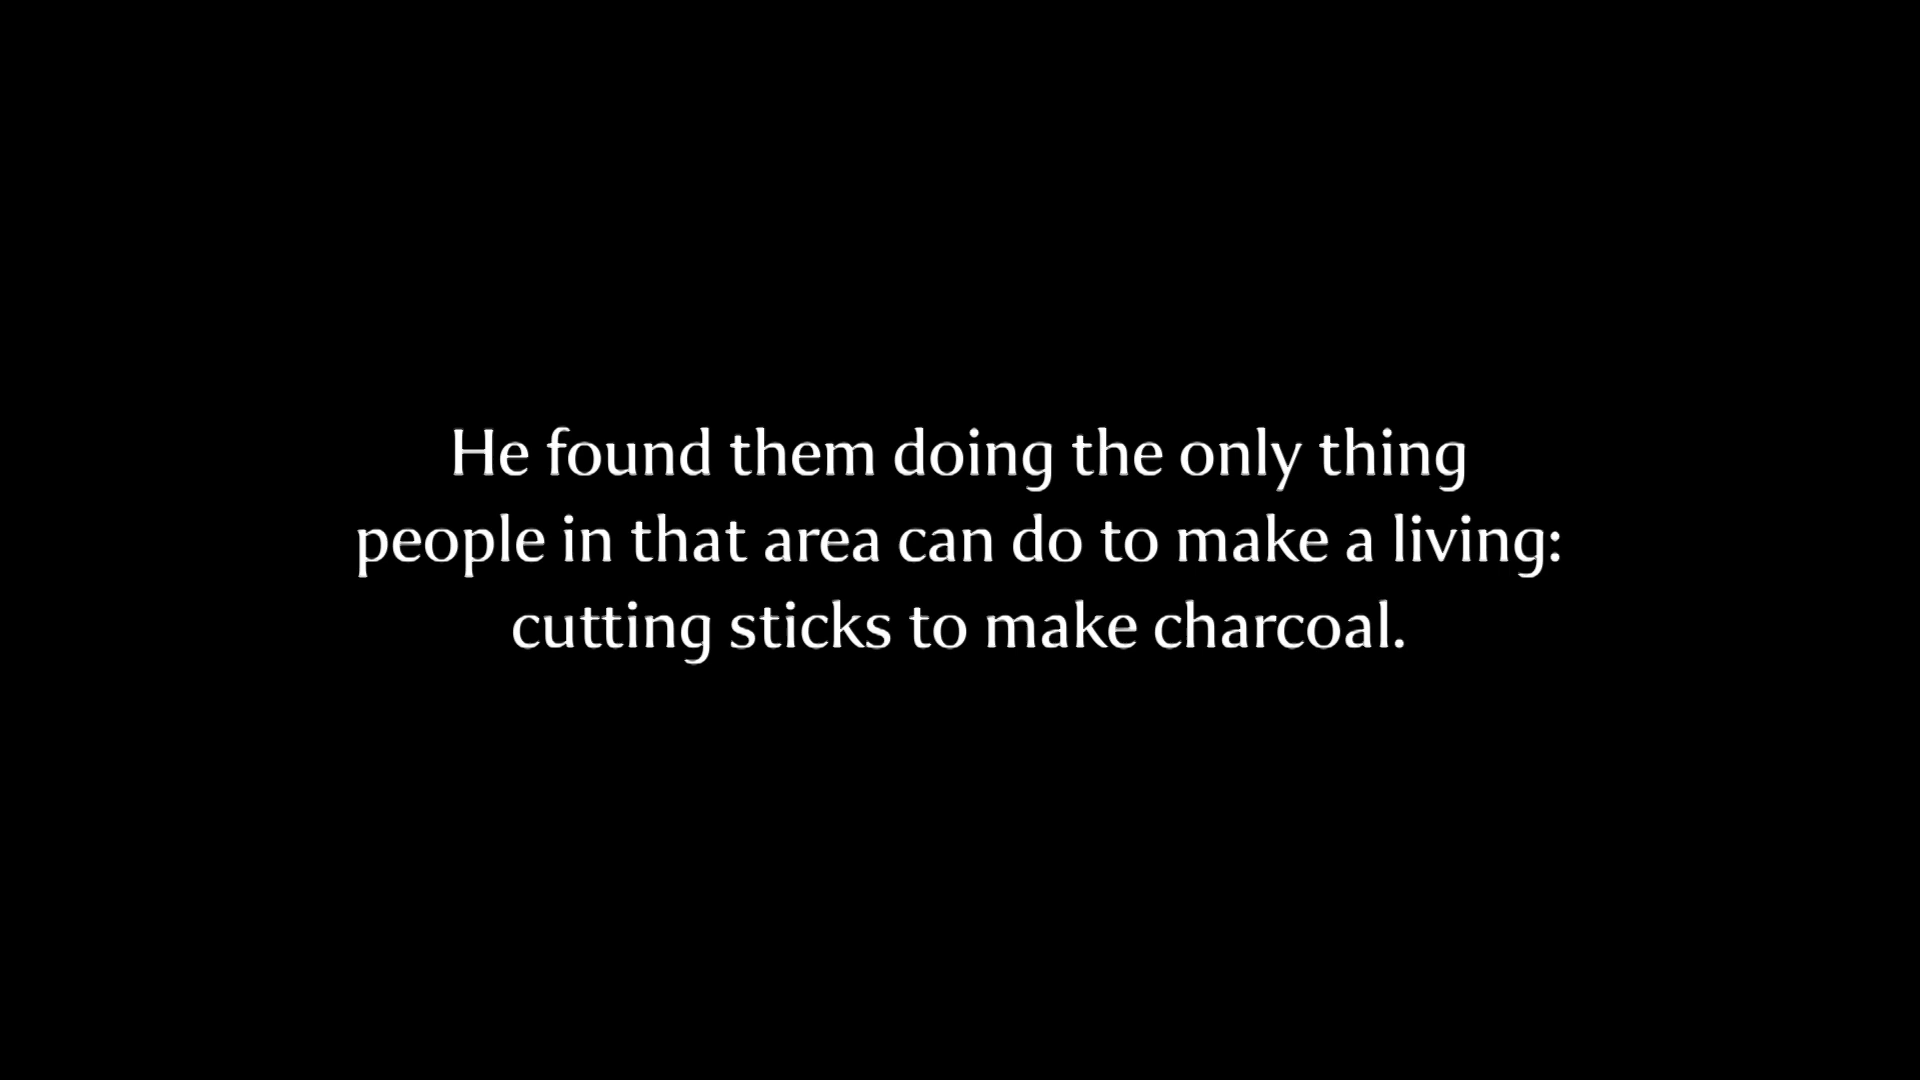 He found them doing the only thing
people in that area can do to make a living:
cutting sticks to make charcoal.